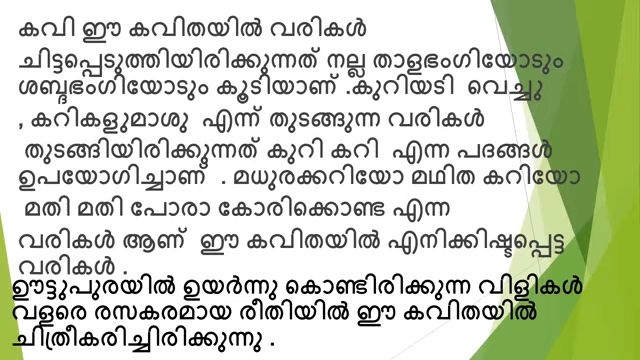 കവി ഈ കവിതയിൽ വരികൾ
ചിട്ടപ്പെടുത്തിയിരിക്കുന്നത് നല്ല താളഭംഗിയോടും
ശബ്ദഭംഗിയോടും കൂടിയാണ് .കുറിയടി വെച്ചു
, കറികളുമാശു എന്ന് തുടങ്ങുന്ന വരികൾ
തുടങ്ങിയിരിക്കുന്നത് കുറി കറി എന്ന പദങ്ങൾ
ഉപയോഗിച്ചാണ് . മധുരക്കറിയോ മഥിത കറിയോ
മതി മതി പോരാ കോരിക്കൊണ്ട എന്ന
വരികൾ ആണ് ഈ കവിതയിൽ എനിക്കിഷ്ടപ്പെട്ട
വരികൾ .
ഊട്ടുപുരയിൽ ഉയർന്നു കൊണ്ടിരിക്കുന്ന വിളികൾ
വളരെ രസകരമായ രീതിയിൽ ഈ കവിതയിൽ
ചിത്രീകരിച്ചിരിക്കുന്നു .